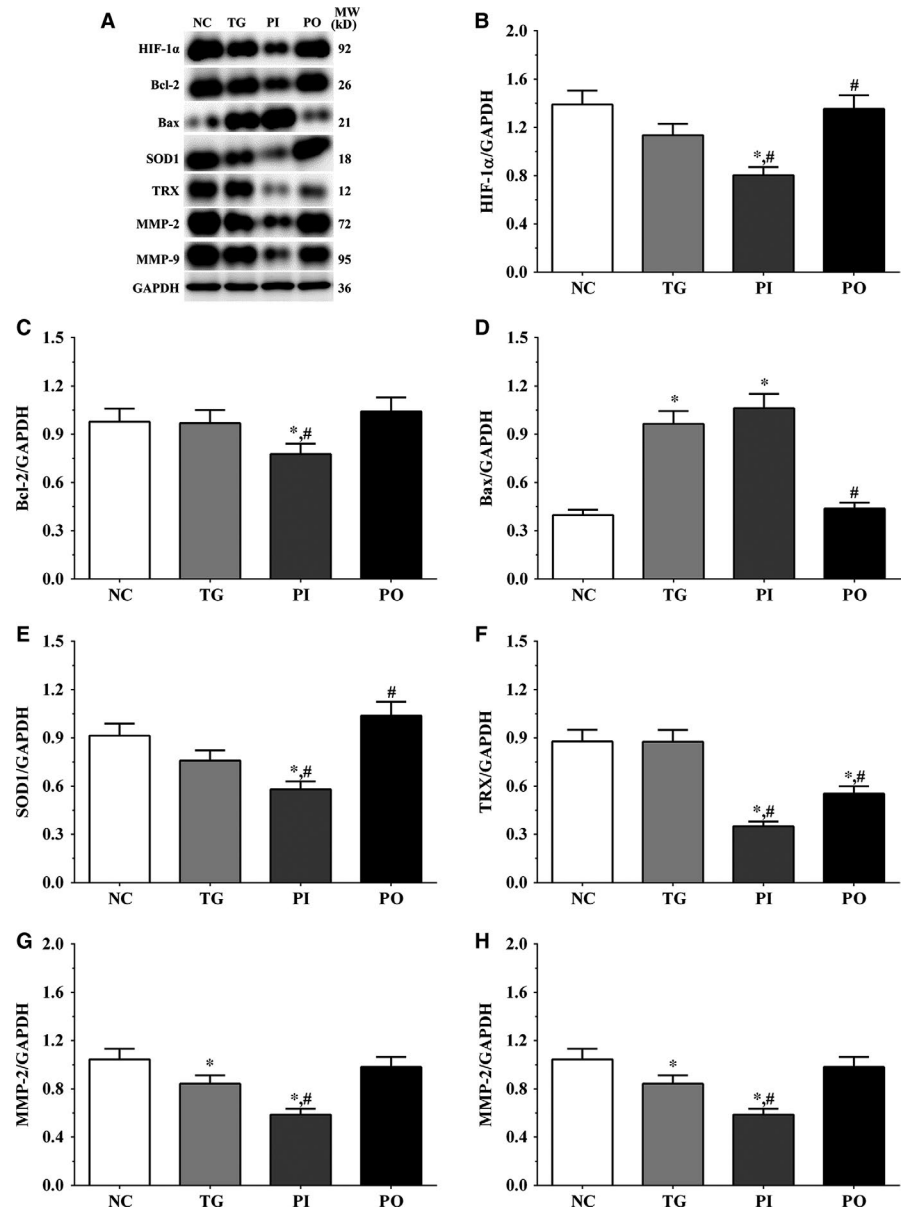 A
NC TG PI PO MW (kD)
HIF-1α 92
Bcl-2 26
Bax 21
SOD1 18
TRX 12
MMP-2 72
MMP-9 95
GAPDH 36
B
HIF-1α/GAPDH
2.0
1.6
1.2
0.8
0.4
0.0
*,#
#
NC TG PI PO
C
Bcl-2/GAPDH
1.5
1.2
0.9
0.6
0.3
0.0
*,#
NC TG PI PO
D
Bax/GAPDH
1.5
1.2
0.9
0.6
0.3
0.0
*
*
#
NC TG PI PO
E
SOD1/GAPDH
1.5
1.2
0.9
0.6
0.3
0.0
*,#
#
NC TG PI PO
F
TRX/GAPDH
1.5
1.2
0.9
0.6
0.3
0.0
*,#
*,#
NC TG PI PO
G
MMP-2/GAPDH
2.0
1.6
1.2
0.8
0.4
0.0
*
*,#
NC TG PI PO
H
MMP-2/GAPDH
2.0
1.6
1.2
0.8
0.4
0.0
*
*,#
NC TG PI PO